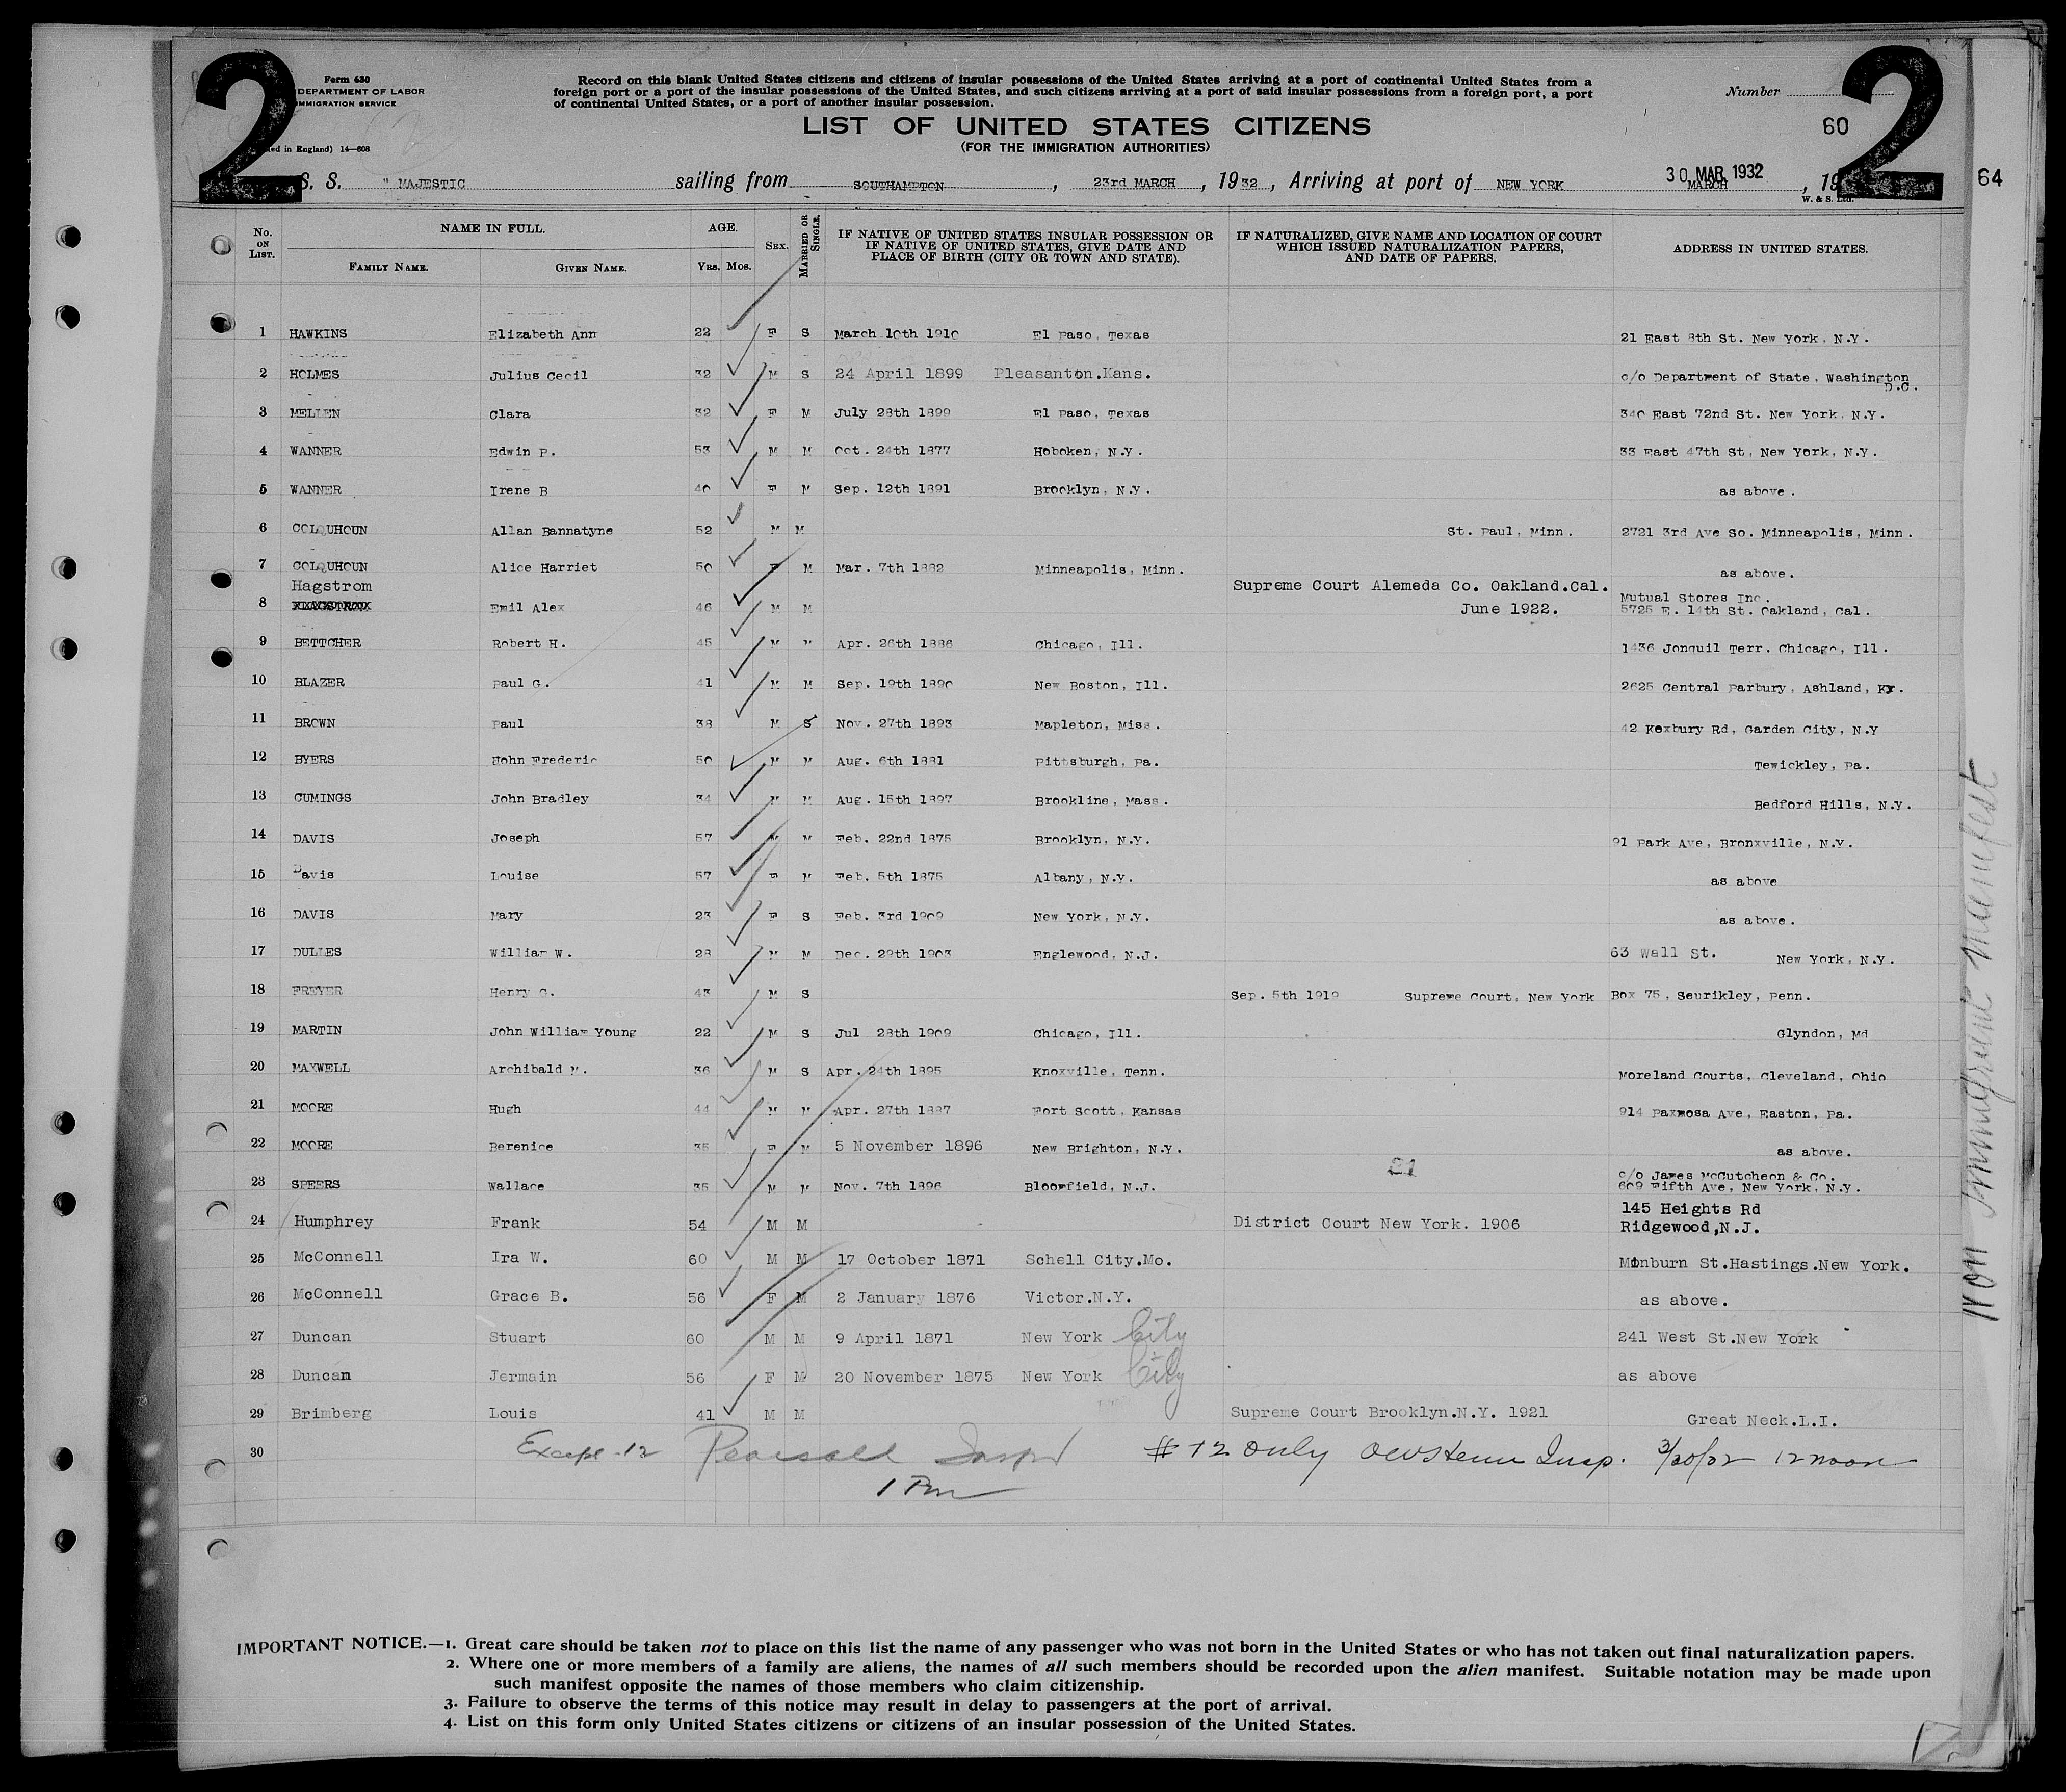 2
2
Form 630
DEPARTMENT OF LABOR
IMMIGRATION SERVICE
ed in England) 14—608
Record on this blank United States citizens and citizens of insular possessions of the United States arriving at a port of continental United States from a
foreign port or a port of the insular possessions of the United States, and such citizens arriving at a port of said insular possessions from a foreign port, a port
of continental United States, or a port of another insular possession.
Number
LIST OF UNITED STATES CITIZENS
60
(FOR THE IMMIGRATION AUTHORITIES)
S. S. " MAJESTIC sailing from SOUTHAMPTON , 23rd MARCH , 1932 , Arriving at port of NEW YORK 30 MAR 1932 MARCH , 19
64
W. & S. Ltd.
No. ON LIST. NAME IN FULL. FAMILY NAME. GIVEN NAME. AGE. YRS. MOS. SEX. MARRIED OR SINGLE. IF NATIVE OF UNITED STATES INSULAR POSSESSION OR IF NATIVE OF UNITED STATES, GIVE DATE AND PLACE OF BIRTH (CITY OR TOWN AND STATE). IF NATURALIZED, GIVE NAME AND LOCATION OF COURT WHICH ISSUED NATURALIZATION PAPERS, AND DATE OF PAPERS. ADDRESS IN UNITED STATES.
1 HAWKINS Elizabeth Ann 22 F S March 10th 1910 El Paso, Texas 21 East 8th St. New York, N.Y.
2 HOLMES Julius Cecil 32 M S 24 April 1899 Pleasanton.Kans. c/o Department of State, Washington D.C.
3 MELLEN Clara 32 F M July 28th 1899 El Paso, Texas 340 East 72nd St. New York, N.Y.
4 WANNER Edwin P. 53 M M Oct. 24th 1877 Hoboken, N.Y. 33 East 47th St, New York, N.Y.
5 WANNER Irene B 40 F M Sep. 12th 1891 Brooklyn, N.Y. as above.
6 COLQUHOUN Allan Bannatyne 52 M M St. Paul, Minn. 2721 3rd Ave So. Minneapolis, Minn.
7 COLQUHOUN Alice Harriet 50 F M Mar. 7th 1882 Minneapolis, Minn. as above.
Hagstrom Supreme Court Alemeda Co. Oakland.Cal. Mutual Stores Inc.
8 Emil Alex 46 M M June 1922. 5725 E. 14th St. Oakland, Cal.
9 BETTCHER Robert H. 45 M M Apr. 26th 1886 Chicago, Ill. 1436 Jonquil Terr. Chicago, Ill.
10 BLAZER Paul G. 41 M M Sep. 19th 1890 New Boston, Ill. 2625 Central Parbury, Ashland, Ky.
11 BROWN Paul 38 M S Nov. 27th 1893 Mapleton, Miss. 42 Kexbury Rd, Garden City, N.Y
12 BYERS John Frederic 50 M M Aug. 6th 1881 Pittsburgh, Pa. Tewickley, Pa.
13 CUMINGS John Bradley 34 M M Aug. 15th 1897 Brookline, Mass. Bedford Hills, N.Y.
14 DAVIS Joseph 57 M M Feb. 22nd 1875 Brooklyn, N.Y. 91 Park Ave, Bronxville, N.Y.
15 Davis Louise 57 F M Feb. 5th 1875 Albany, N.Y. as above
16 DAVIS Mary 23 F S Feb. 3rd 1909 New York, N.Y. as above.
17 DULLES William W. 28 M M Dec. 29th 1903 Englewood, N.J. 63 Wall St. New York, N.Y.
18 FREYER Henry G. 43 M S Sep. 5th 1919 Supreme Court, New York Box 75, Seurikley, Penn.
19 MARTIN John William Young 22 M S Jul 28th 1909 Chicago, Ill. Glyndon, Md
20 MAXWELL Archibald M. 36 M S Apr. 24th 1895 Knoxville, Tenn. Moreland Courts, Cleveland, Ohio
21 MOORE Hugh 44 M M Apr. 27th 1887 Fort Scott, Kansas 914 Paxmosa Ave, Easton, Pa.
22 MOORE Berenice 35 F M 5 November 1896 New Brighton, N.Y. as above.
21
23 SPEERS Wallace 35 M M Nov. 7th 1896 Bloomfield, N.J. c/o James McCutcheon & Co. 609 Fifth Ave, New York, N.Y.
24 Humphrey Frank 54 M M District Court New York. 1906 145 Heights Rd Ridgewood,N.J.
25 McConnell Ira W. 60 M M 17 October 1871 Schell City.Mo. Minburn St.Hastings.New York.
26 McConnell Grace B. 56 F M 2 January 1876 Victor.N.Y. as above.
27 Duncan Stuart 60 M M 9 April 1871 New York City 241 West St.New York
28 Duncan Jermain 56 F M 20 November 1875 New York City as above
29 Brimberg Louis 41 M M Supreme Court Brooklyn.N.Y. 1921 Great Neck.L.I.
30 Except 12 # 12 only Insp. 12 noon
1 Pm
Non Immigrant Manifest
IMPORTANT NOTICE.—1. Great care should be taken not to place on this list the name of any passenger who was not born in the United States or who has not taken out final naturalization papers.
2. Where one or more members of a family are aliens, the names of all such members should be recorded upon the alien manifest. Suitable notation may be made upon
such manifest opposite the names of those members who claim citizenship.
3. Failure to observe the terms of this notice may result in delay to passengers at the port of arrival.
4. List on this form only United States citizens or citizens of an insular possession of the United States.